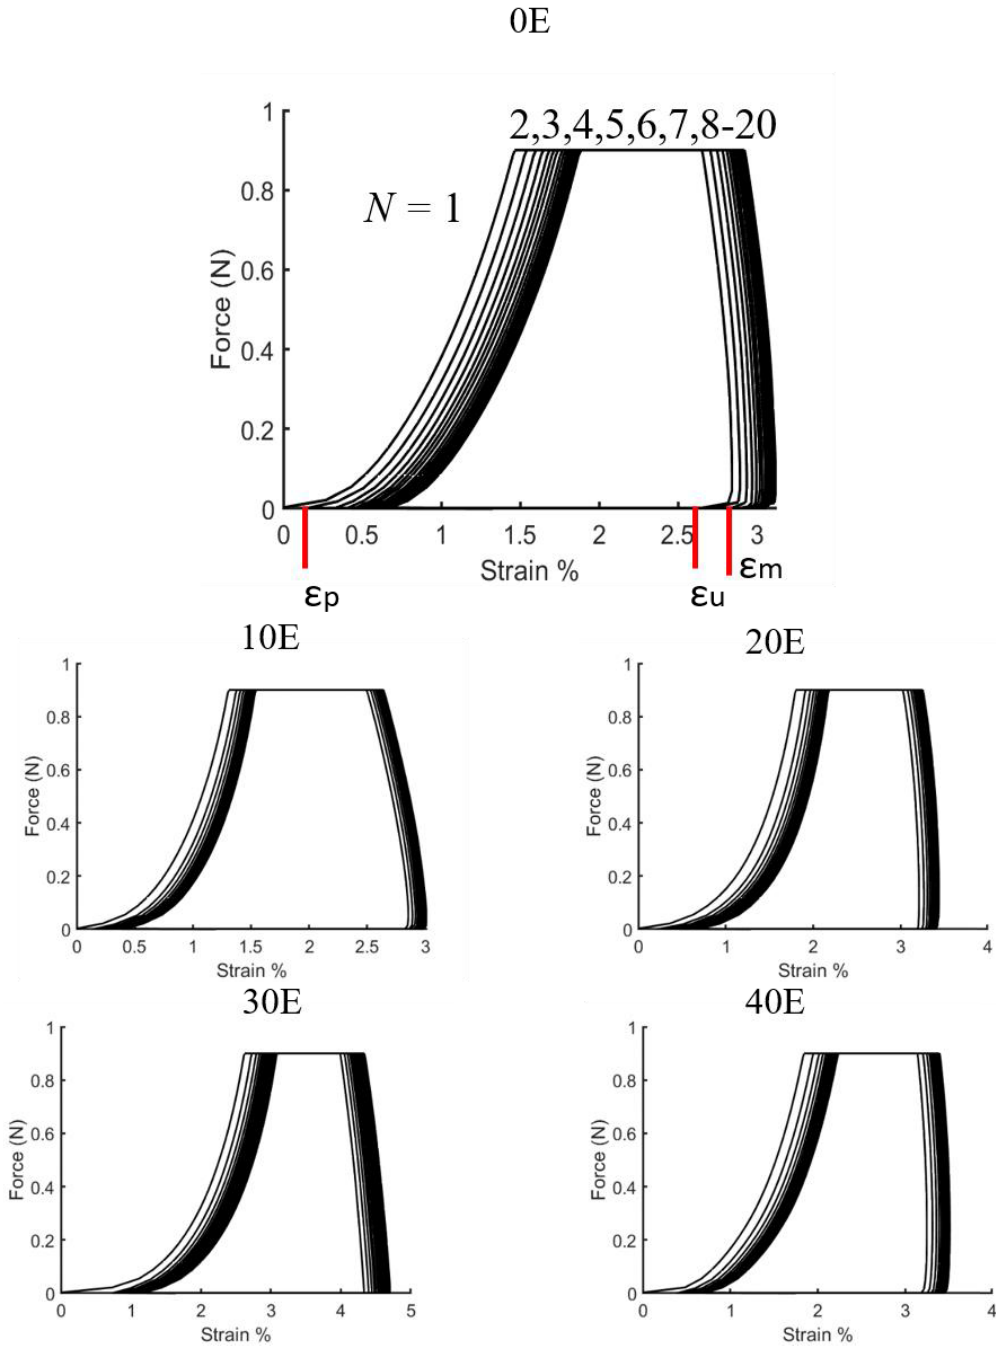 0E
2,3,4,5,6,7,8-20
N = 1
1
0.8
0.6
0.4
0.2
0
Force (N)
0 0.5 1 1.5 2 2.5 3
Strain %
εp εu εm
10E
1
0.8
0.6
0.4
0.2
0
Force (N)
0 0.5 1 1.5 2 2.5 3
Strain %
20E
1
0.8
0.6
0.4
0.2
0
Force (N)
0 1 2 3 4
Strain %
30E
1
0.8
0.6
0.4
0.2
0
Force (N)
0 1 2 3 4 5
Strain %
40E
1
0.8
0.6
0.4
0.2
0
Force (N)
0 1 2 3 4
Strain %